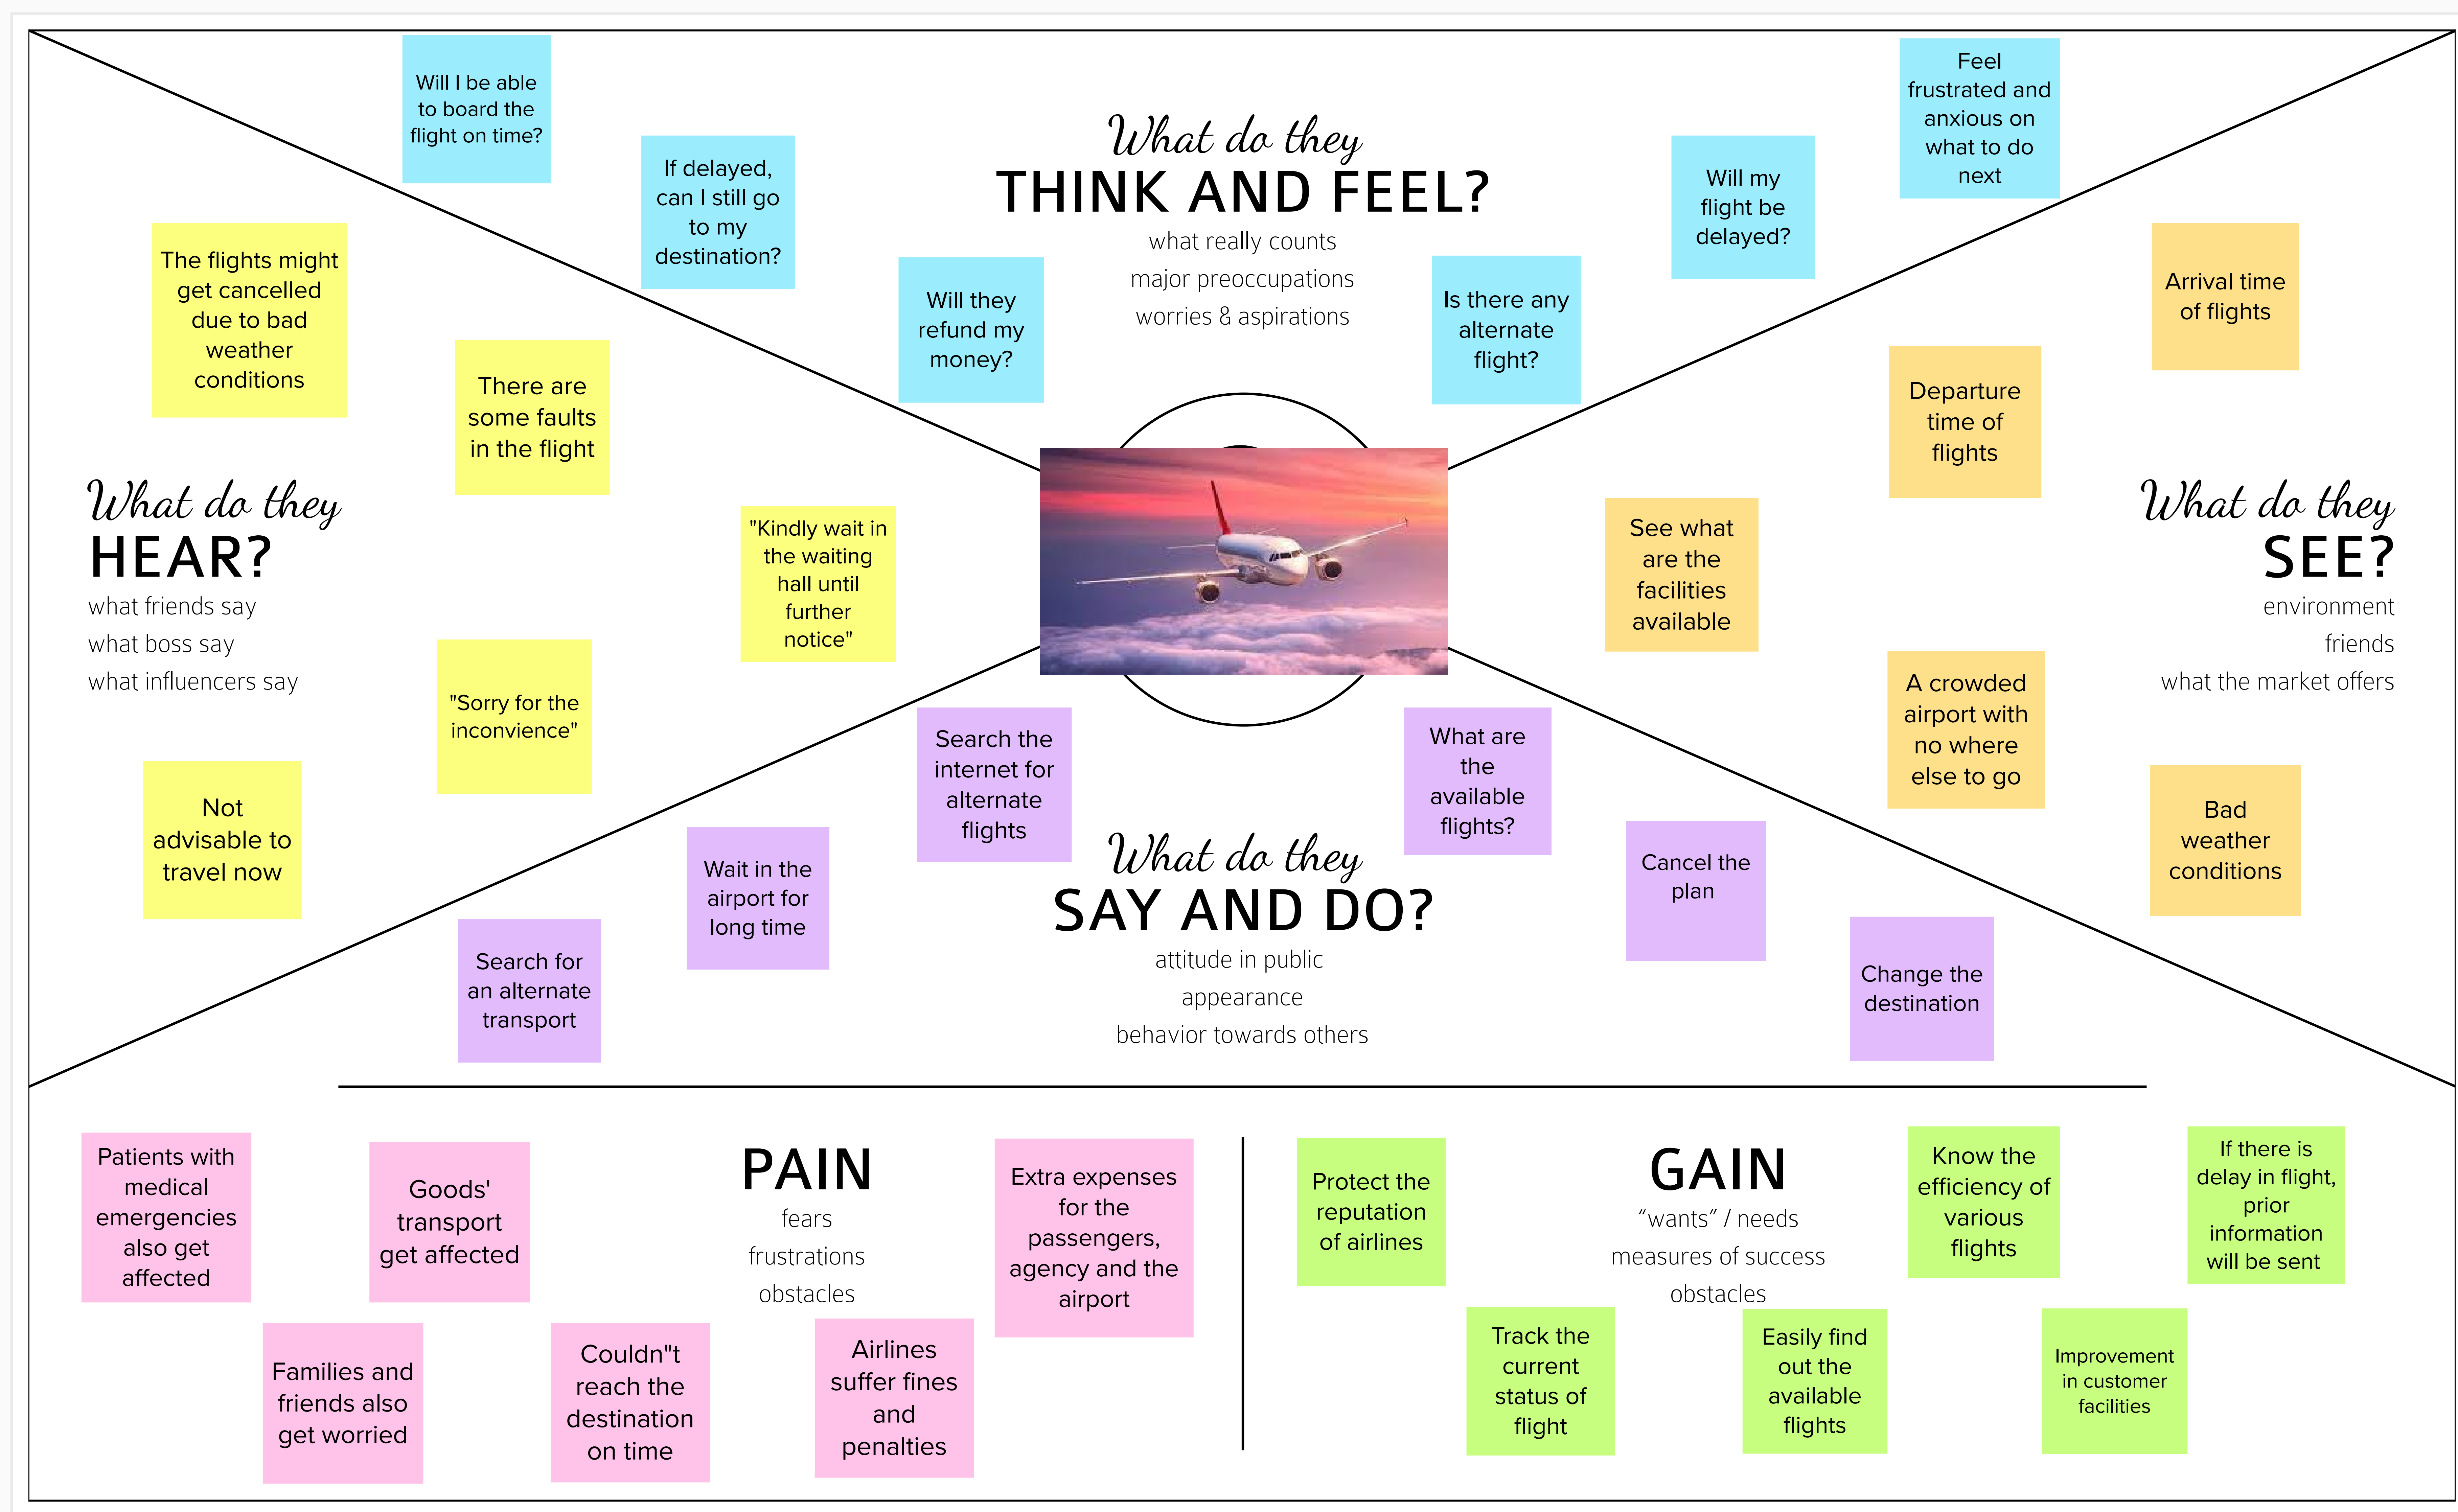 Will I be able
to board the
flight on time?
If delayed,
can I still go
to my
destination?
Will they
refund my
money?
What do they
THINK AND FEEL?
what really counts
major preoccupations
worries & aspirations
Is there any
alternate
flight?
Will my
flight be
delayed?
Feel
frustrated and
anxious on
what to do
next
The flights might
get cancelled
due to bad
weather
conditions
There are
some faults
in the flight
"Kindly wait in
the waiting
hall until
further
notice"
What do they
HEAR?
what friends say
what boss say
what influencers say
"Sorry for the
inconvience"
Not
advisable to
travel now
Arrival time
of flights
Departure
time of
flights
See what
are the
facilities
available
What do they
SEE?
environment
friends
what the market offers
A crowded
airport with
no where
else to go
Bad
weather
conditions
Search the
internet for
alternate
flights
Wait in the
airport for
long time
Search for
an alternate
transport
What do they
SAY AND DO?
attitude in public
appearance
behavior towards others
What are
the
available
flights?
Cancel the
plan
Change the
destination
Patients with
medical
emergencies
also get
affected
Goods'
transport
get affected
PAIN
fears
frustrations
obstacles
Extra expenses
for the
passengers,
agency and the
airport
Families and
friends also
get worried
Couldn"t
reach the
destination
on time
Airlines
suffer fines
and
penalties
Protect the
reputation
of airlines
GAIN
“wants” / needs
measures of success
obstacles
Know the
efficiency of
various
flights
If there is
delay in flight,
prior
information
will be sent
Track the
current
status of
flight
Easily find
out the
available
flights
Improvement
in customer
facilities